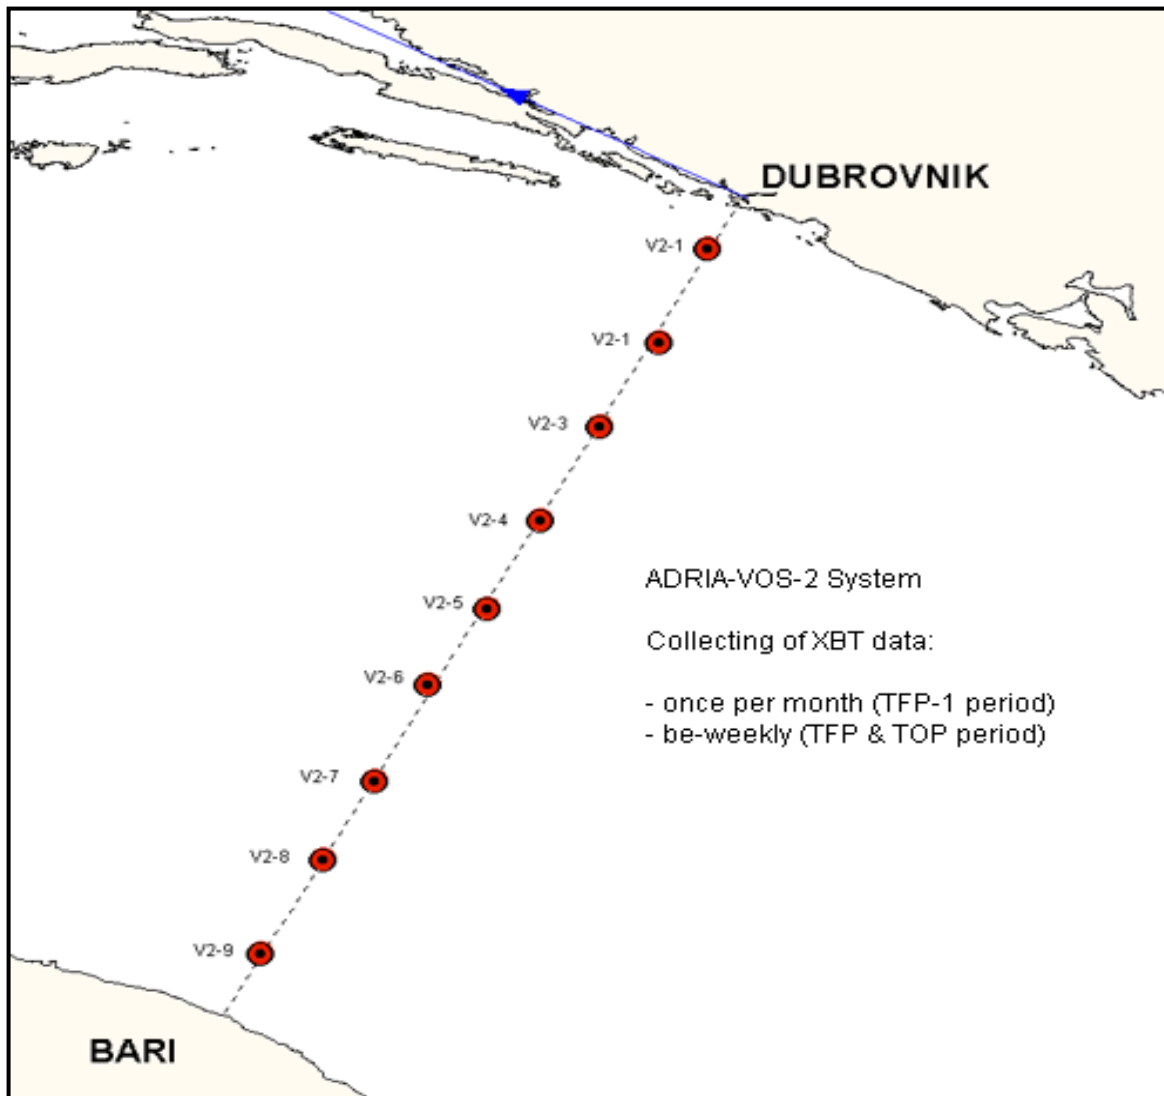 DUBROVNIK
V2-1
V2-1
V2-3
V2-4
ADRIA-VOS-2 System
V2-5
Collecting of XBT data:
V2-6
- once per month (TFP-1 period)
- be-weekly (TFP & TOP period)
V2-7
V2-8
V2-9
BARI